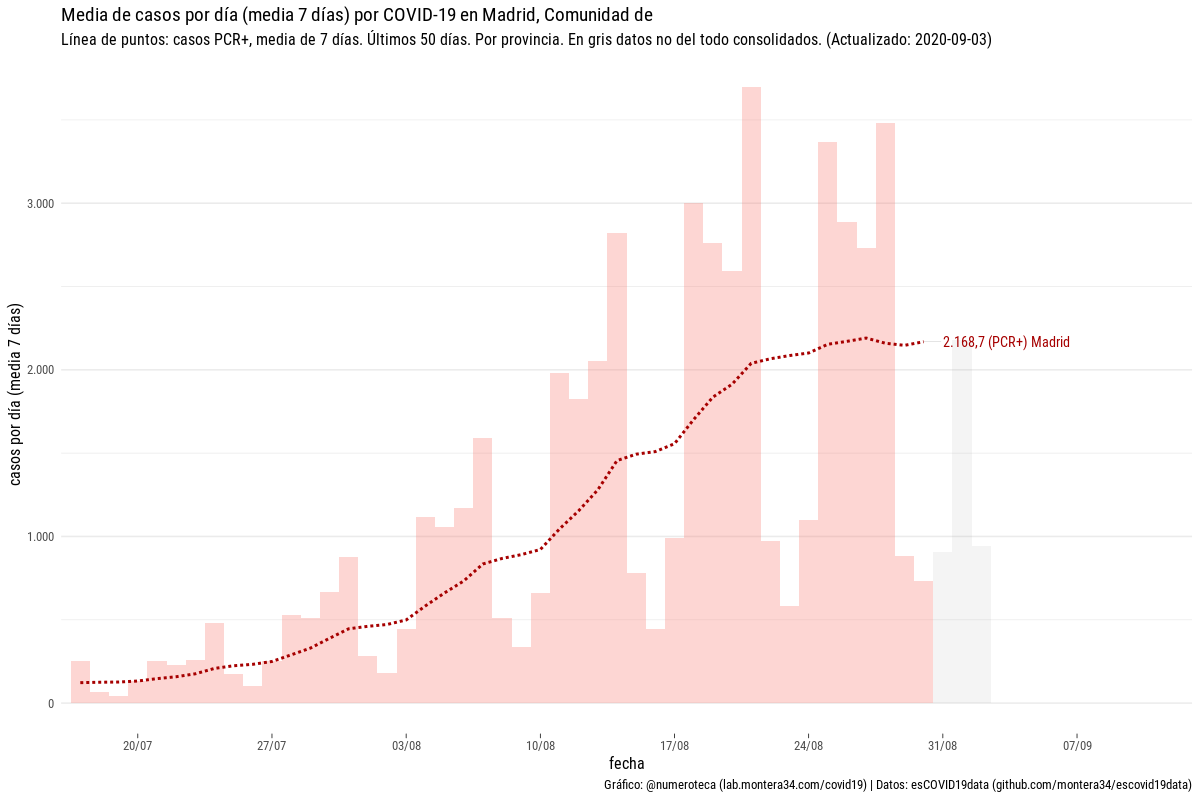 Media de casos por día (media 7 días) por COVID-19 en Madrid, Comunidad de
Línea de puntos: casos PCR+, media de 7 días. Últimos 50 días. Por provincia. En gris datos no del todo consolidados. (Actualizado: 2020-09-03)
casos por día (media 7 días)
3.000
2.000
1.000
0
2.168,7 (PCR+) Madrid
20/07
27/07
03/08
10/08
17/08
24/08
31/08
07/09
fecha
Gráfico: @numeroteca (lab.montera34.com/covid19) | Datos: esCOVID19data (github.com/montera34/escovid19data)